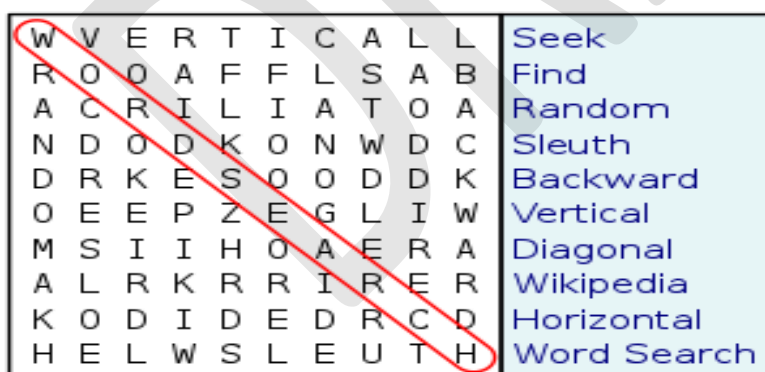 W V E R T I C A L L Seek
R O O A F F L S A B Find
A C R I L I A T O A Random
N D O D K O N W D C Sleuth
D R K E S O O D D K Backward
O E E P Z E G L I W Vertical
M S I I H O A E R A Diagonal
A L R K R R I R E R Wikipedia
K O D I D E D R C D Horizontal
H E L W S L E U T H Word Search